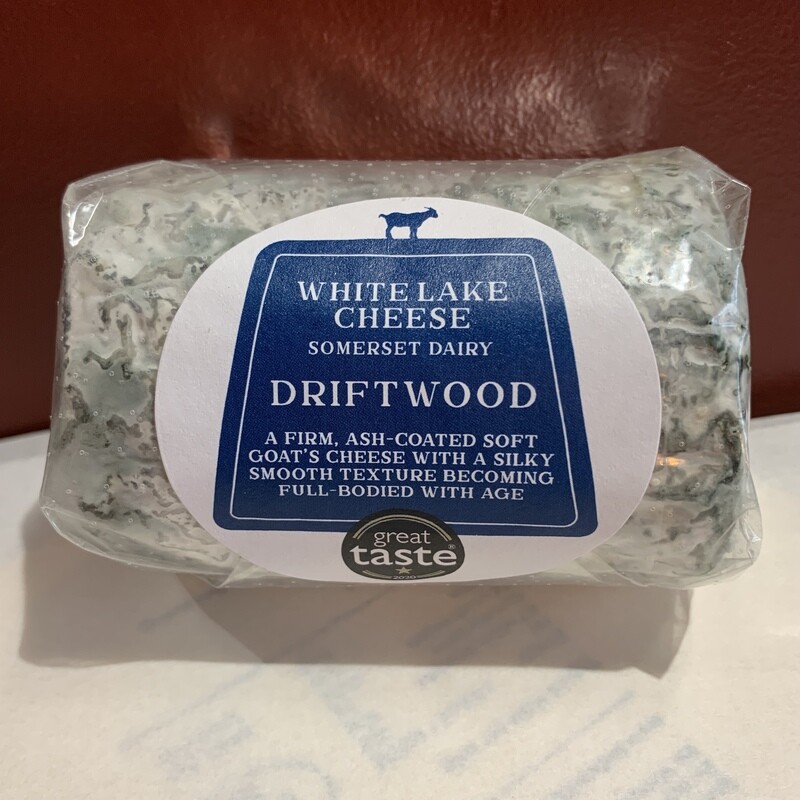 WHITE LAKE
CHEESE
SOMERSET DAIRY
DRIFTWOOD
A FIRM, ASH-COATED SOFT
GOAT'S CHEESE WITH A SILKY
SMOOTH TEXTURE BECOMING
FULL-BODIED WITH AGE
great
taste®
2020